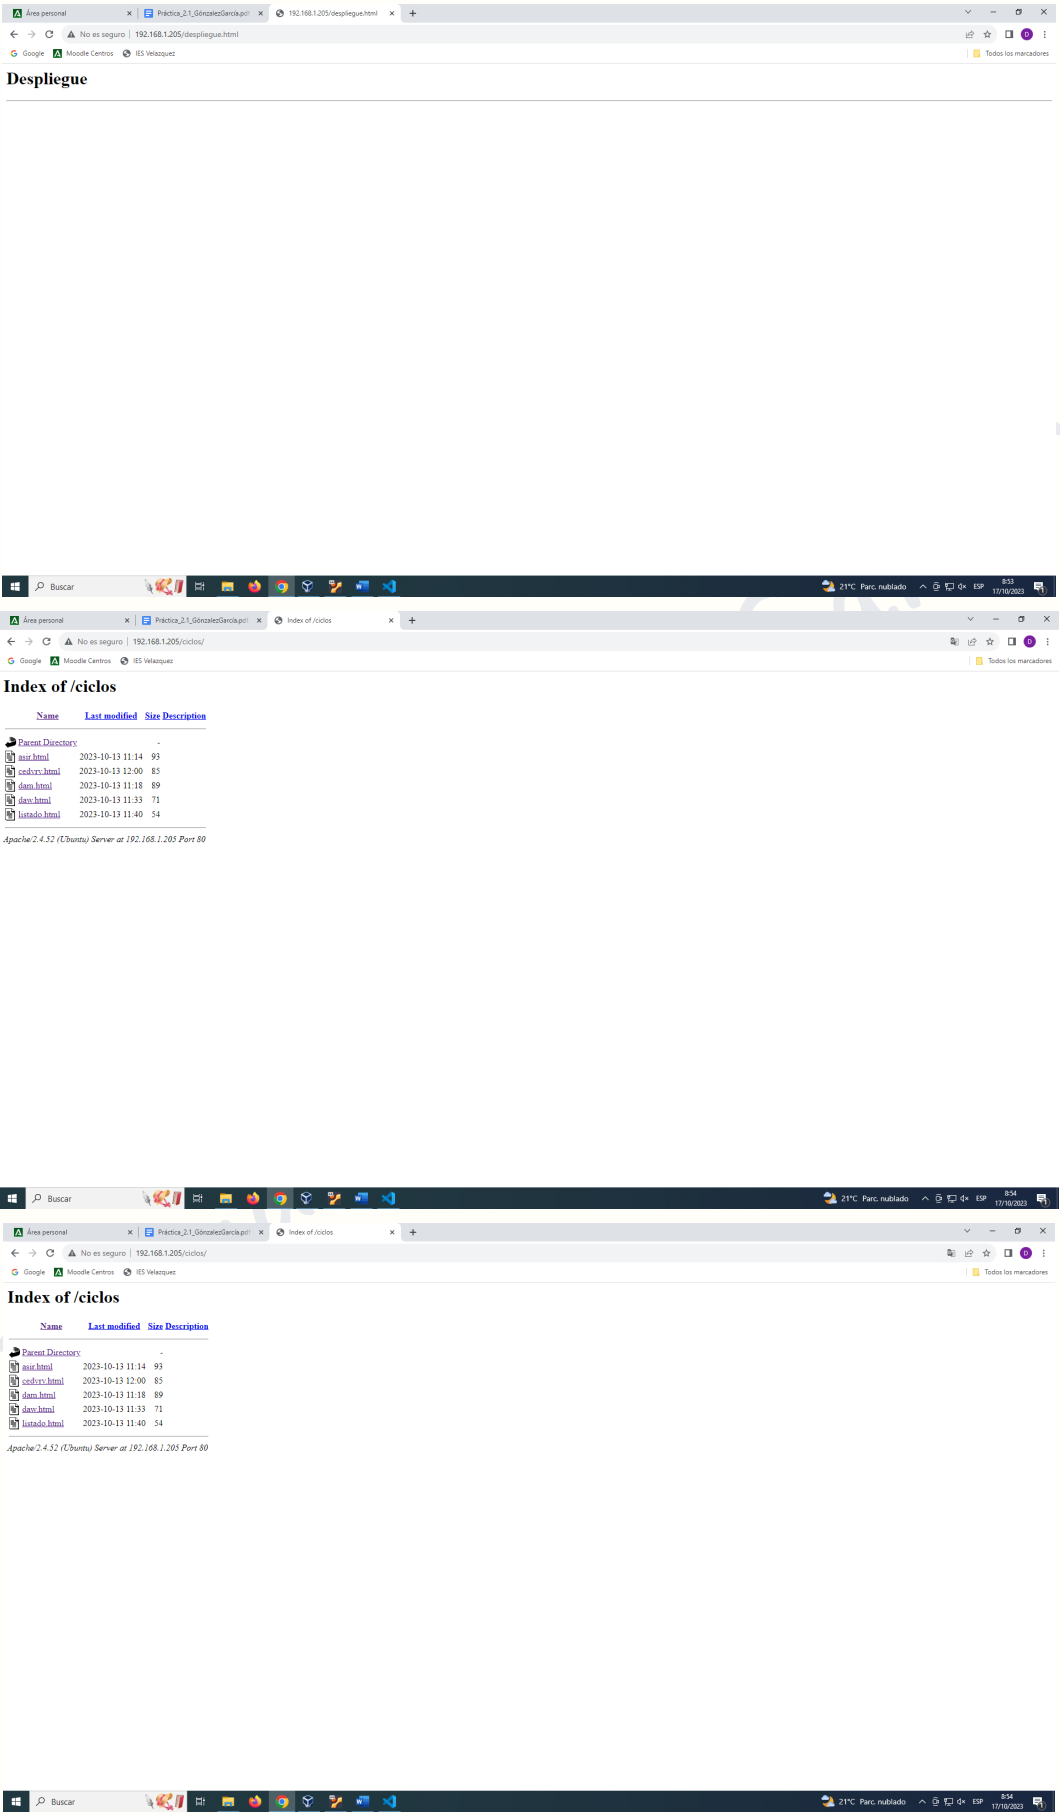 Área personal
Práctica_2.1_GónzalezGarcía.pdf
192.168.1.205/despliegue.html
No es seguro | 192.168.1.205/despliegue.html
Google Moodle Centros IES Velazquez Todos los marcadores
Despliegue
Buscar 21°C Parc. nublado ESP 8:53
17/10/2023
Área personal
Práctica_2.1_GónzalezGarcía.pdf
Index of /ciclos
No es seguro | 192.168.1.205/ciclos/
Google Moodle Centros IES Velazquez Todos los marcadores
Index of /ciclos
Name Last modified Size Description
Parent Directory -
asir.html 2023-10-13 11:14 93
cedvrv.html 2023-10-13 12:00 85
dam.html 2023-10-13 11:18 89
daw.html 2023-10-13 11:33 71
listado.html 2023-10-13 11:40 54
Apache/2.4.52 (Ubuntu) Server at 192.168.1.205 Port 80
Buscar 21°C Parc. nublado ESP 8:54
17/10/2023
Área personal
Práctica_2.1_GónzalezGarcía.pdf
Index of /ciclos
No es seguro | 192.168.1.205/ciclos/
Google Moodle Centros IES Velazquez Todos los marcadores
Index of /ciclos
Name Last modified Size Description
Parent Directory -
asir.html 2023-10-13 11:14 93
cedvrv.html 2023-10-13 12:00 85
dam.html 2023-10-13 11:18 89
daw.html 2023-10-13 11:33 71
listado.html 2023-10-13 11:40 54
Apache/2.4.52 (Ubuntu) Server at 192.168.1.205 Port 80
Buscar 21°C Parc. nublado ESP 8:54
17/10/2023